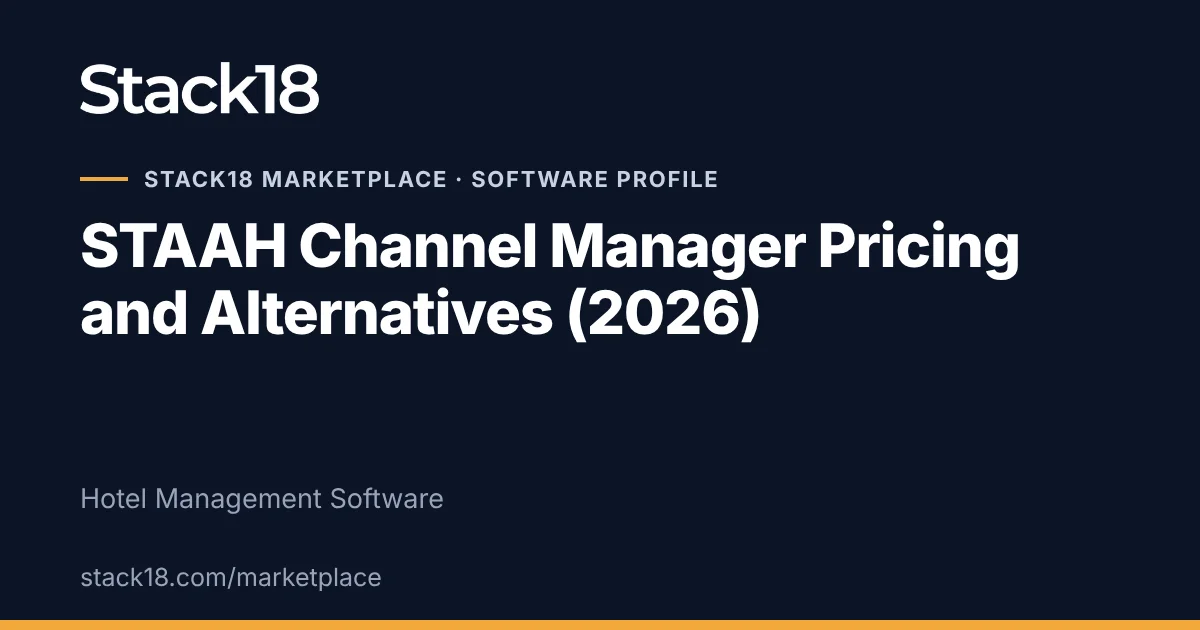 Stack18
STACK18 MARKETPLACE · SOFTWARE PROFILE
STAAH Channel Manager Pricing
and Alternatives (2026)
Hotel Management Software
stack18.com/marketplace